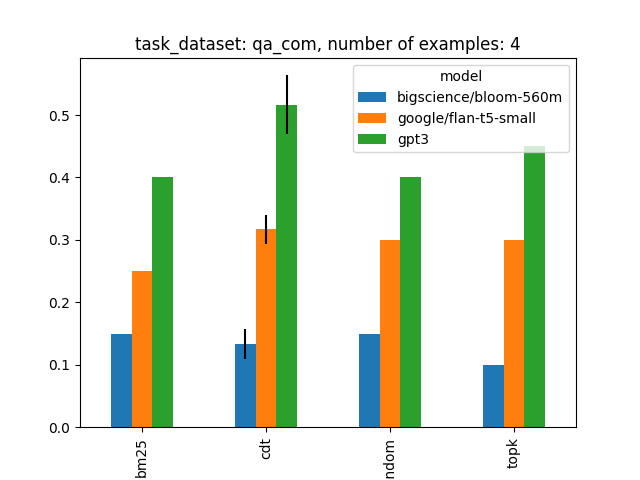 task_dataset: qa_com, number of examples: 4
model
bigscience/bloom-560m
google/flan-t5-small
gpt3
0.5
0.4
0.3
0.2
0.1
0.0
bm25
cdt
ndom
topk